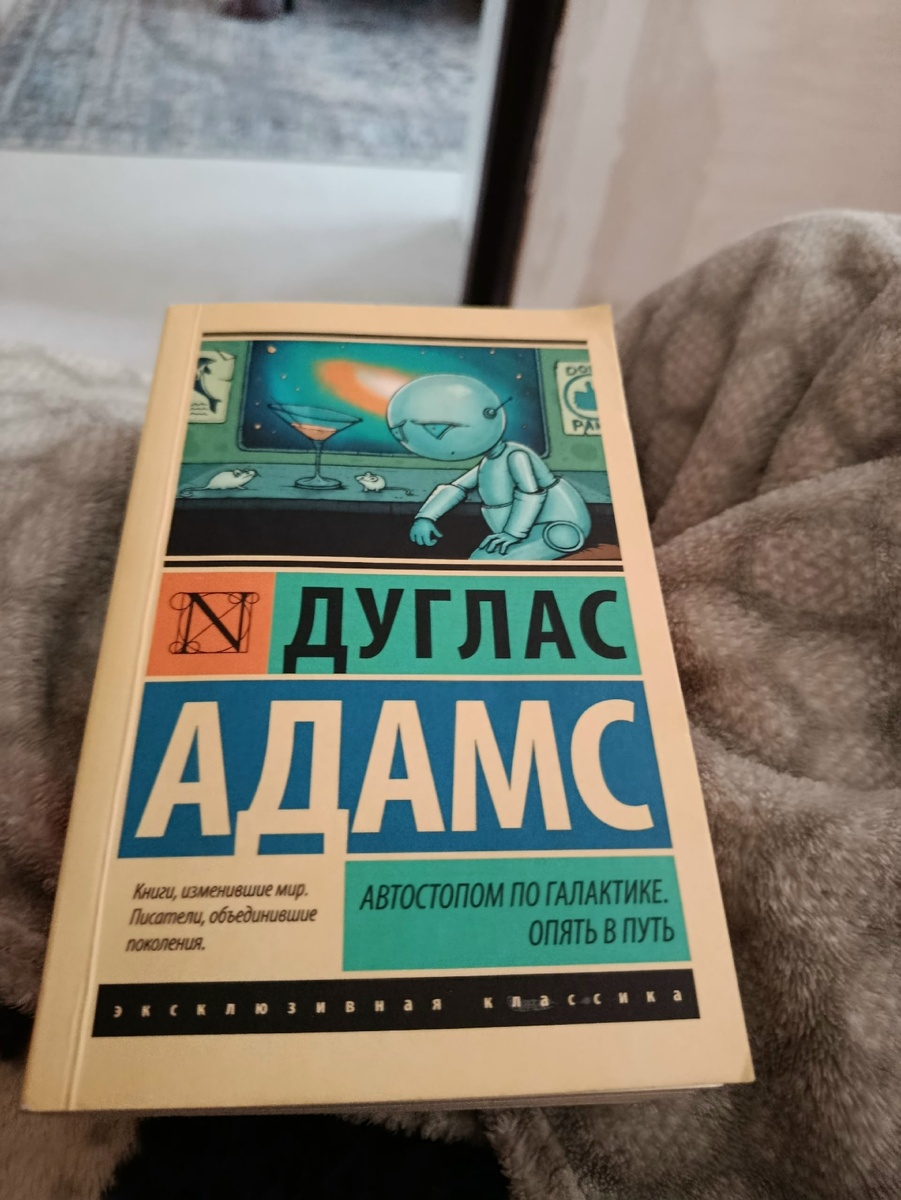 N
ДУГЛАС
АДАМС
Книги, изменившие мир.
Писатели, объединившие
поколения.
АВТОСТОПОМ ПО ГАЛАКТИКЕ.
ОПЯТЬ В ПУТЬ
эксклюзивная классика